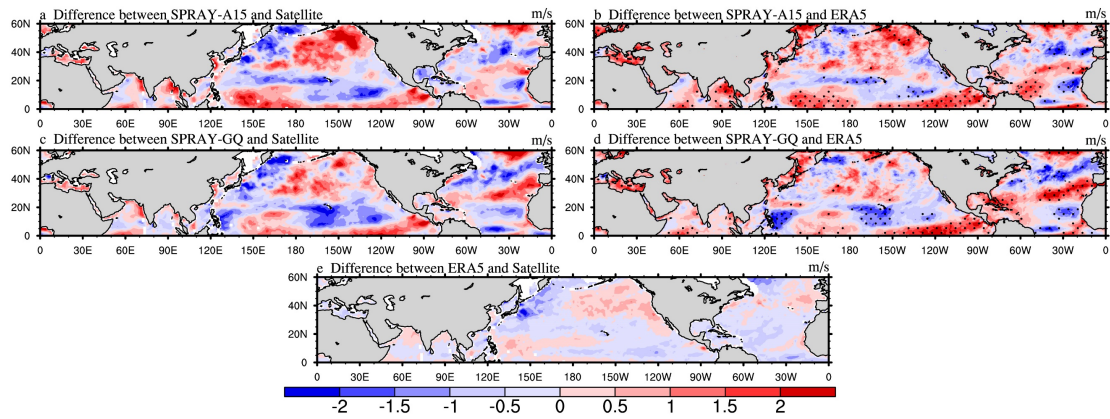 a Difference between SPRAY-A15 and Satellite m/s
b Difference between SPRAY-A15 and ERA5 m/s
60N
40N
20N
0
0 30E 60E 90E 120E 150E 180 150W 120W 90W 60W 30W 0
60N
40N
20N
0
0 30E 60E 90E 120E 150E 180 150W 120W 90W 60W 30W 0
c Difference between SPRAY-GQ and Satellite m/s
d Difference between SPRAY-GQ and ERA5 m/s
60N
40N
20N
0
0 30E 60E 90E 120E 150E 180 150W 120W 90W 60W 30W 0
60N
40N
20N
0
0 30E 60E 90E 120E 150E 180 150W 120W 90W 60W 30W 0
e Difference between ERA5 and Satellite m/s
60N
40N
20N
0
0 30E 60E 90E 120E 150E 180 150W 120W 90W 60W 30W 0
-2 -1.5 -1 -0.5 0 0.5 1 1.5 2